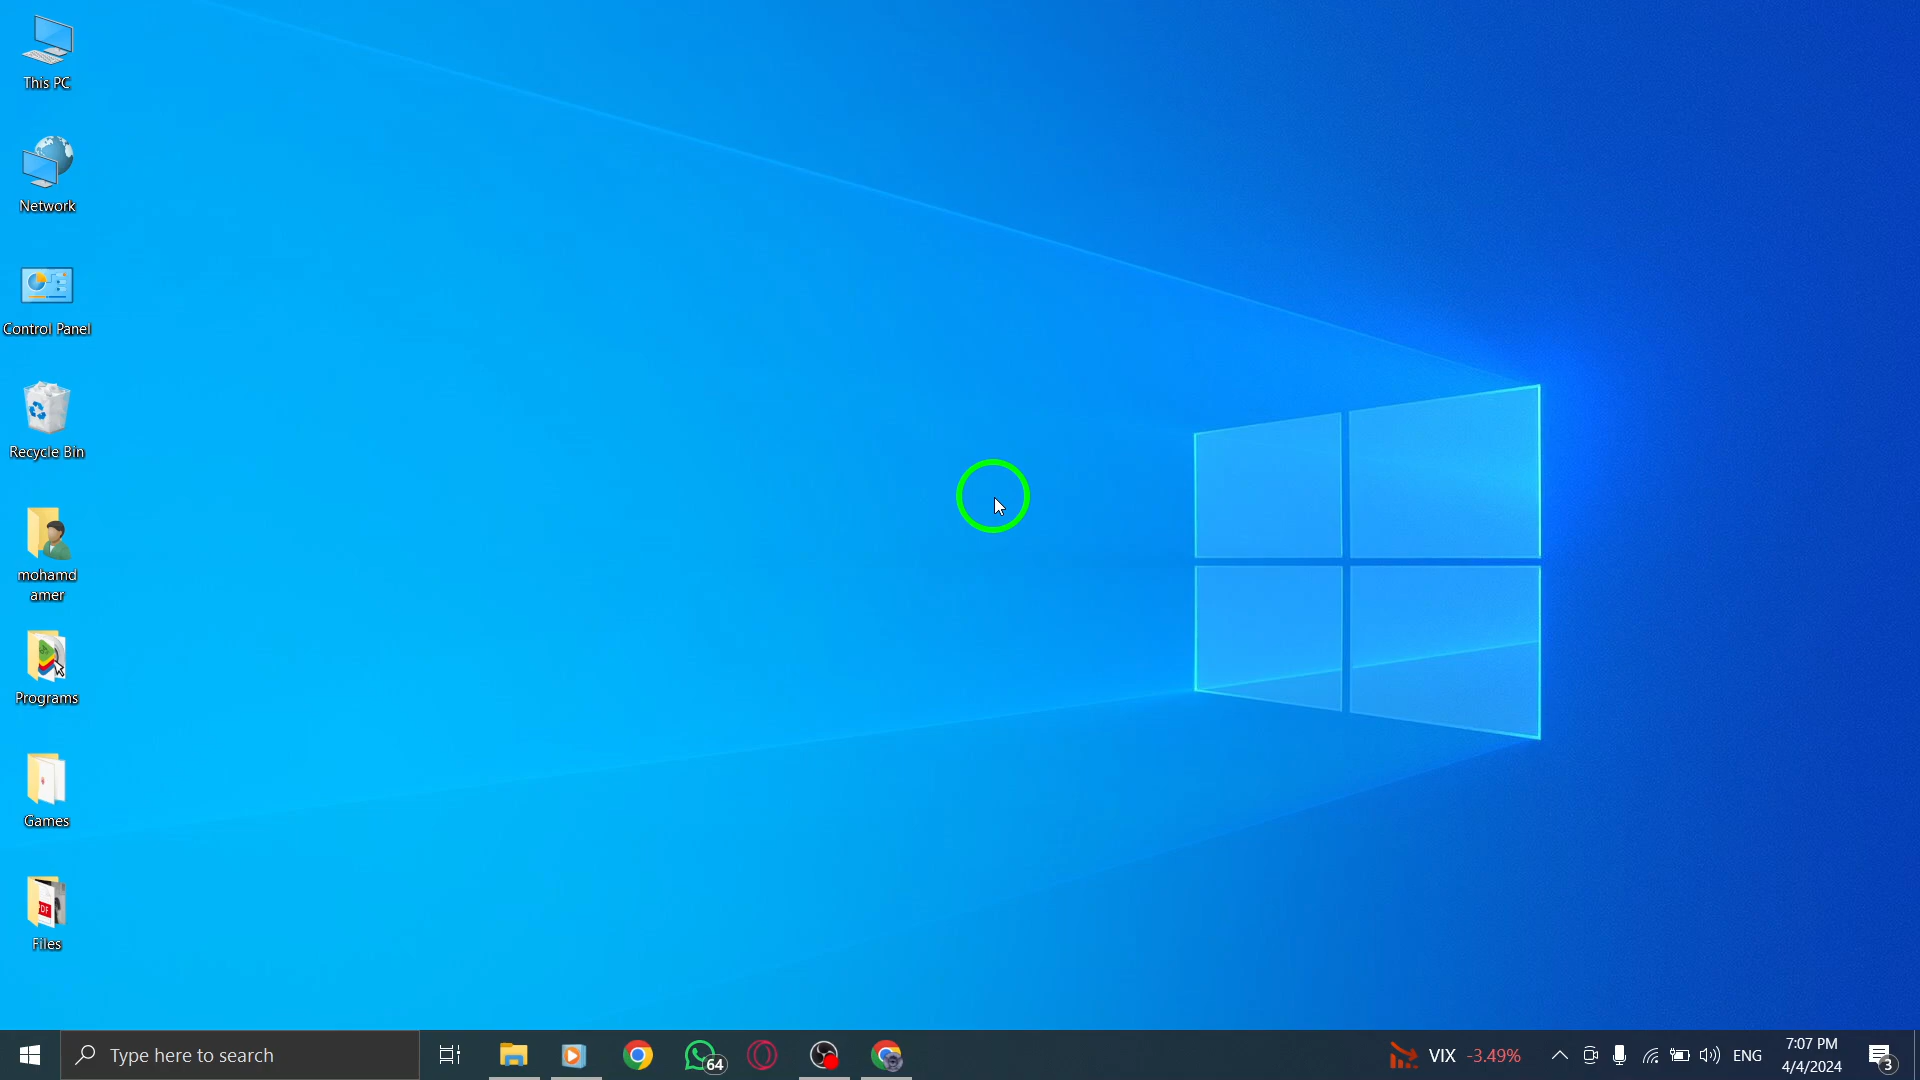 This PC
Network
Control Panel
Recycle Bin
mohamd
amer
Programs
Games
PDF
Files
Type here to search
64
VIX -3.49%
ENG
7:07 PM
4/4/2024
3